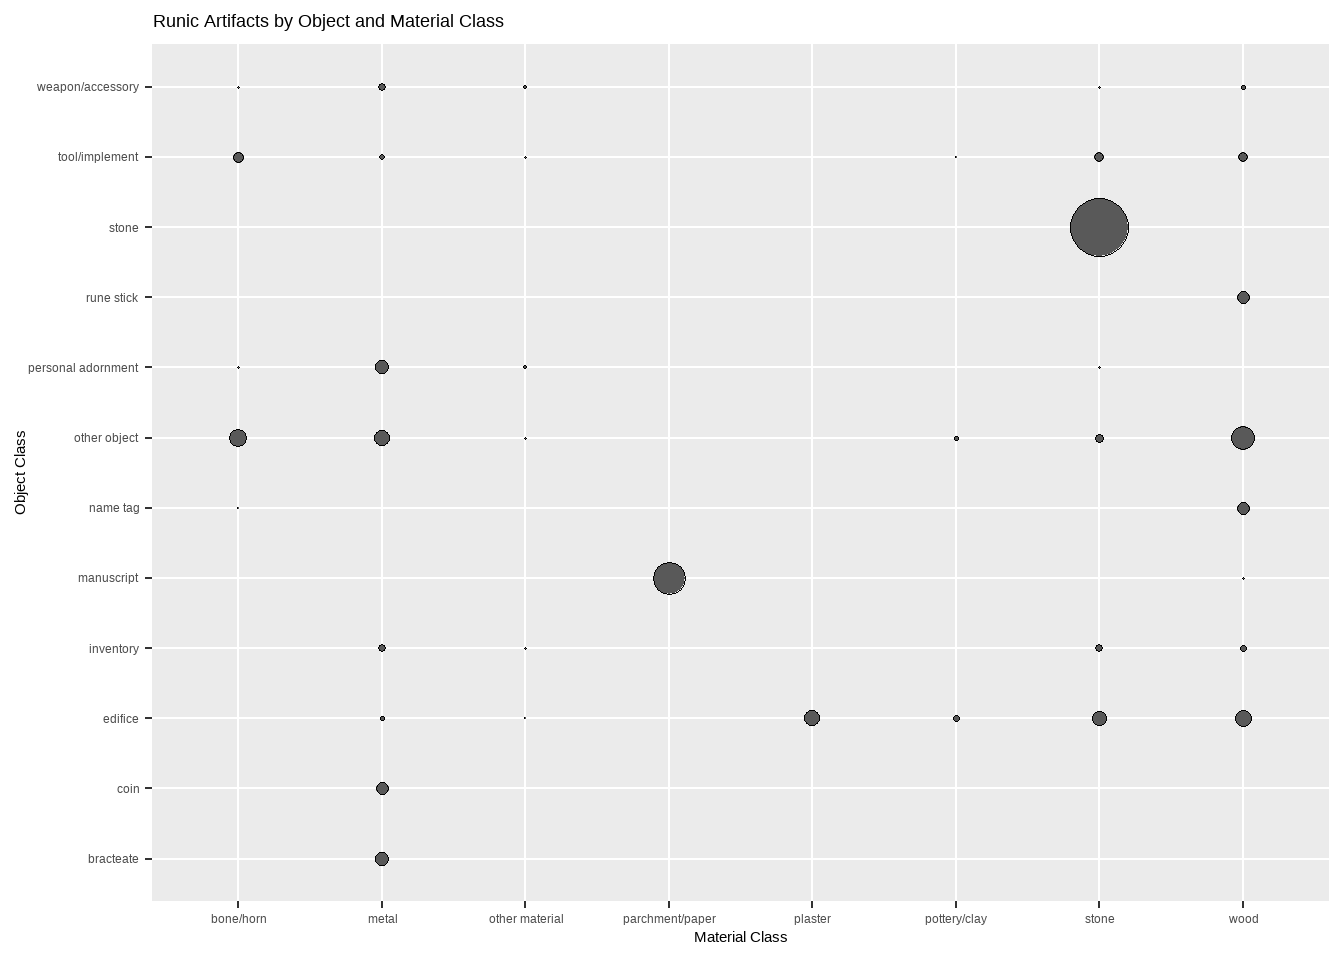 Runic Artifacts by Object and Material Class
weapon/accessory
tool/implement
stone
rune stick
personal adornment
other object
name tag
manuscript
inventory
edifice
coin
bracteate
Object Class
bone/horn metal other material parchment/paper plaster pottery/clay stone wood
Material Class